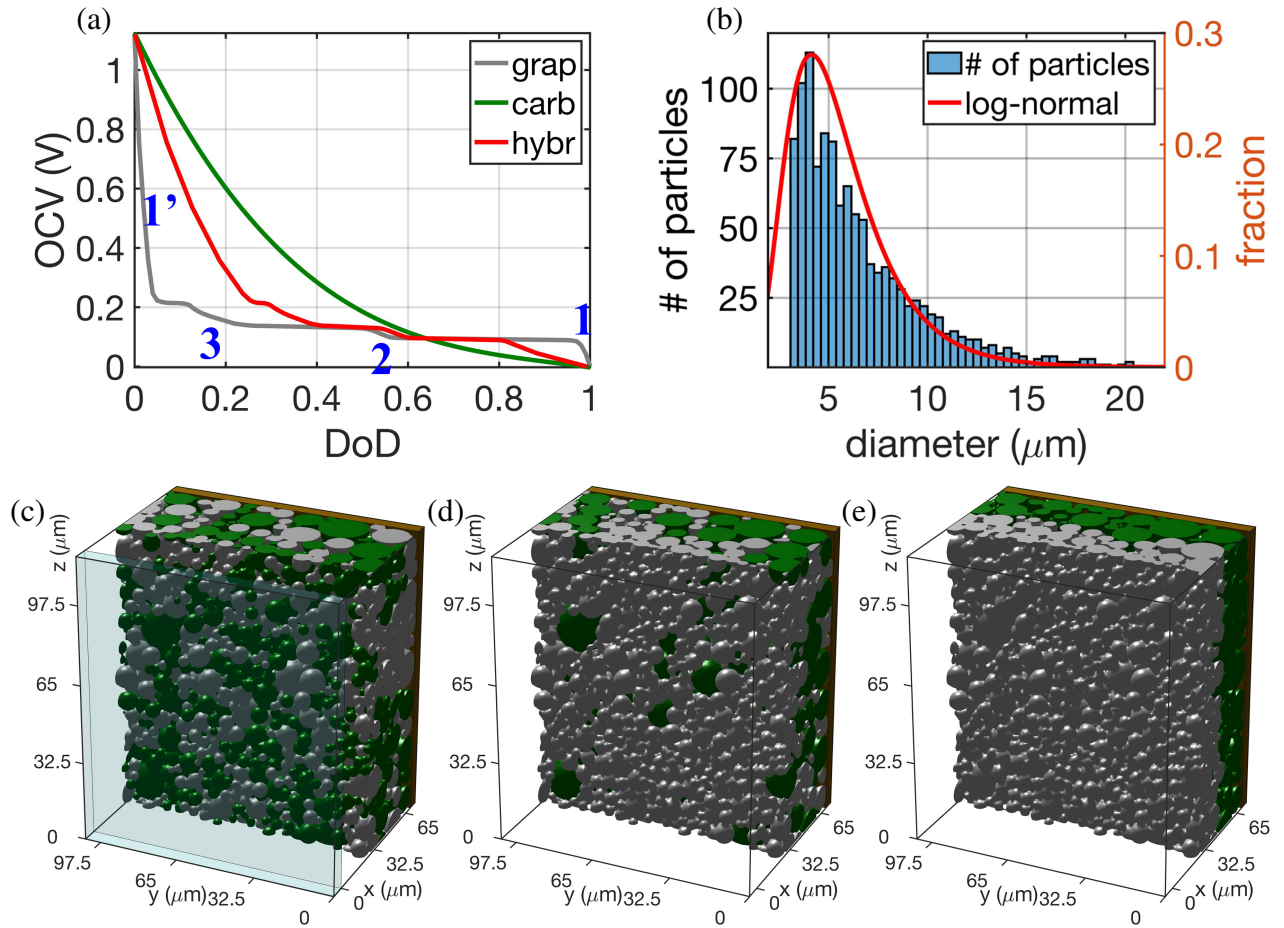 (a)
1
0.8
0.6
0.4
0.2
0
OCV (V)
grap
carb
hybr
1’
3
2
1
0 0.2 0.4 0.6 0.8 1
DoD
(b)
100
75
50
25
# of particles
# of particles
log-normal
0.3
0.2
0.1
0
fraction
5 10 15 20
diameter (μm)
(c)
z (μm)
97.5
65
32.5
0
97.5
65
y (μm)
32.5
0
0
x (μm)
32.5
65
(d)
z (μm)
97.5
65
32.5
0
97.5
65
y (μm)
32.5
0
0
x (μm)
32.5
65
(e)
z (μm)
97.5
65
32.5
0
97.5
65
y (μm)
32.5
0
0
x (μm)
32.5
65